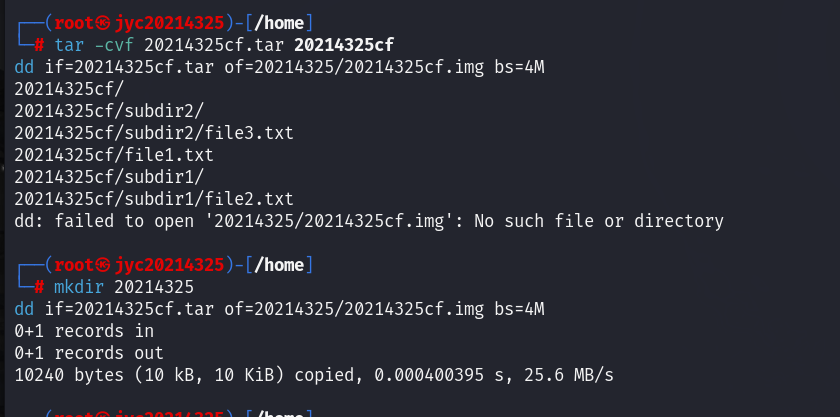 ┌──(root㉿jyc20214325)-[/home]
└─# tar -cvf 20214325cf.tar 20214325cf
dd if=20214325cf.tar of=20214325/20214325cf.img bs=4M
20214325cf/
20214325cf/subdir2/
20214325cf/subdir2/file3.txt
20214325cf/file1.txt
20214325cf/subdir1/
20214325cf/subdir1/file2.txt
dd: failed to open '20214325/20214325cf.img': No such file or directory
┌──(root㉿jyc20214325)-[/home]
└─# mkdir 20214325
dd if=20214325cf.tar of=20214325/20214325cf.img bs=4M
0+1 records in
0+1 records out
10240 bytes (10 kB, 10 KiB) copied, 0.000400395 s, 25.6 MB/s
┌──(root㉿jyc20214325)-[/home]